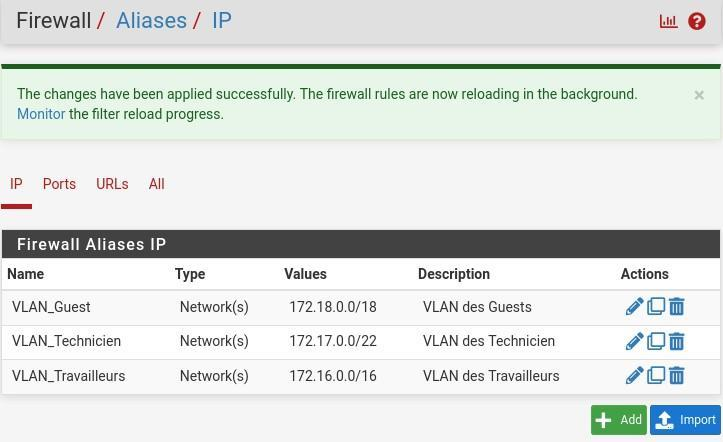 Firewall / Aliases / IP
The changes have been applied successfully. The firewall rules are now reloading in the background.
Monitor the filter reload progress.
IP Ports URLs All
Firewall Aliases IP
Name Type Values Description Actions
VLAN_Guest Network(s) 172.18.0.0/18 VLAN des Guests
VLAN_Technicien Network(s) 172.17.0.0/22 VLAN des Technicien
VLAN_Travailleurs Network(s) 172.16.0.0/16 VLAN des Travailleurs
Add Import